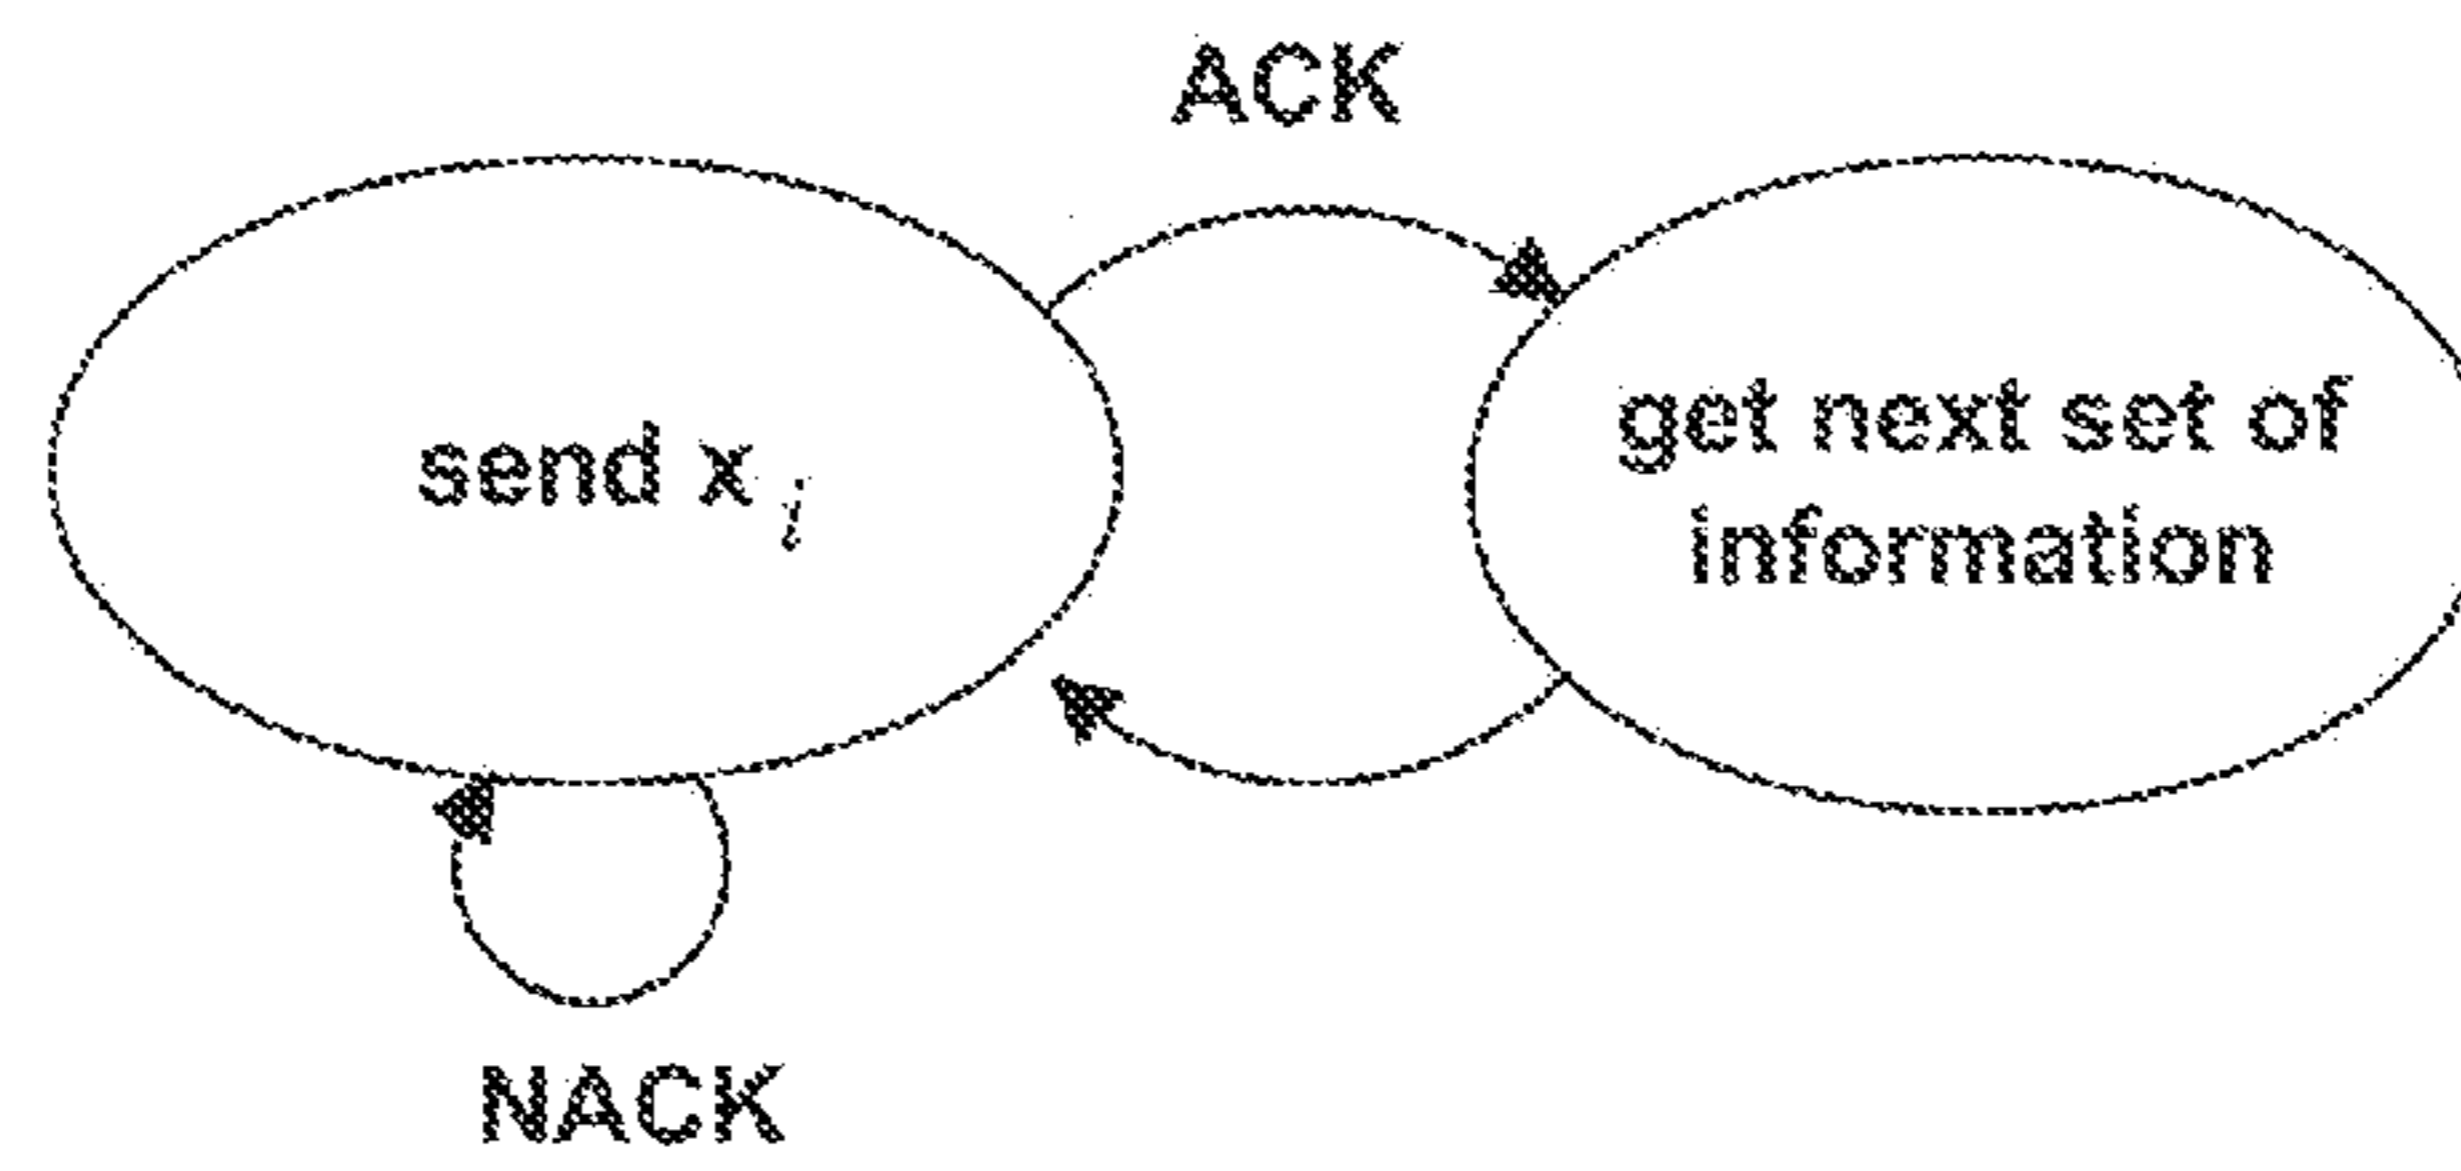 ACK
send x i
get next set of
information
NACK